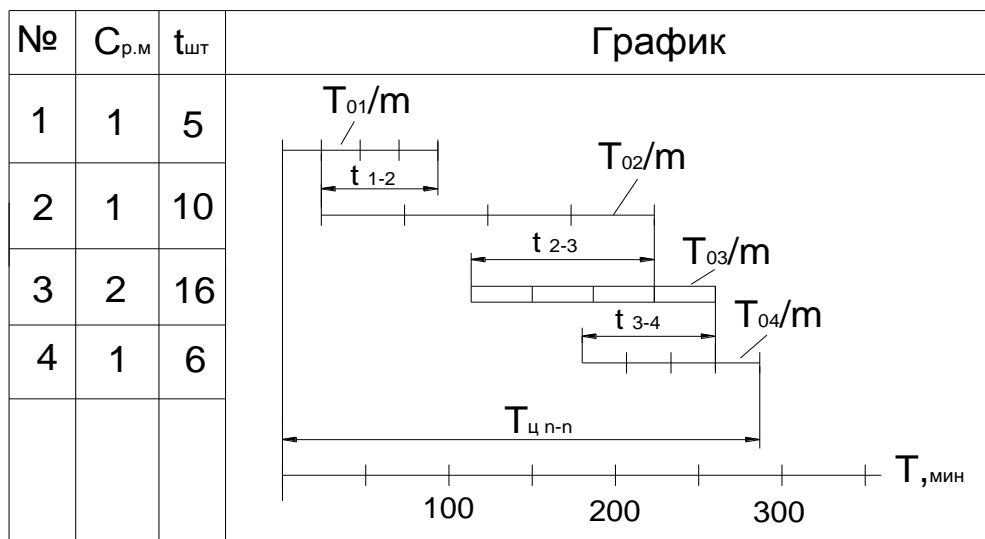 № Cр.м tшт График
1 1 5
T01/m
t 1-2
T02/m
2 1 10
t 2-3
T03/m
3 2 16
t 3-4
T04/m
4 1 6
Tц п-п
T,мин
100 200 300